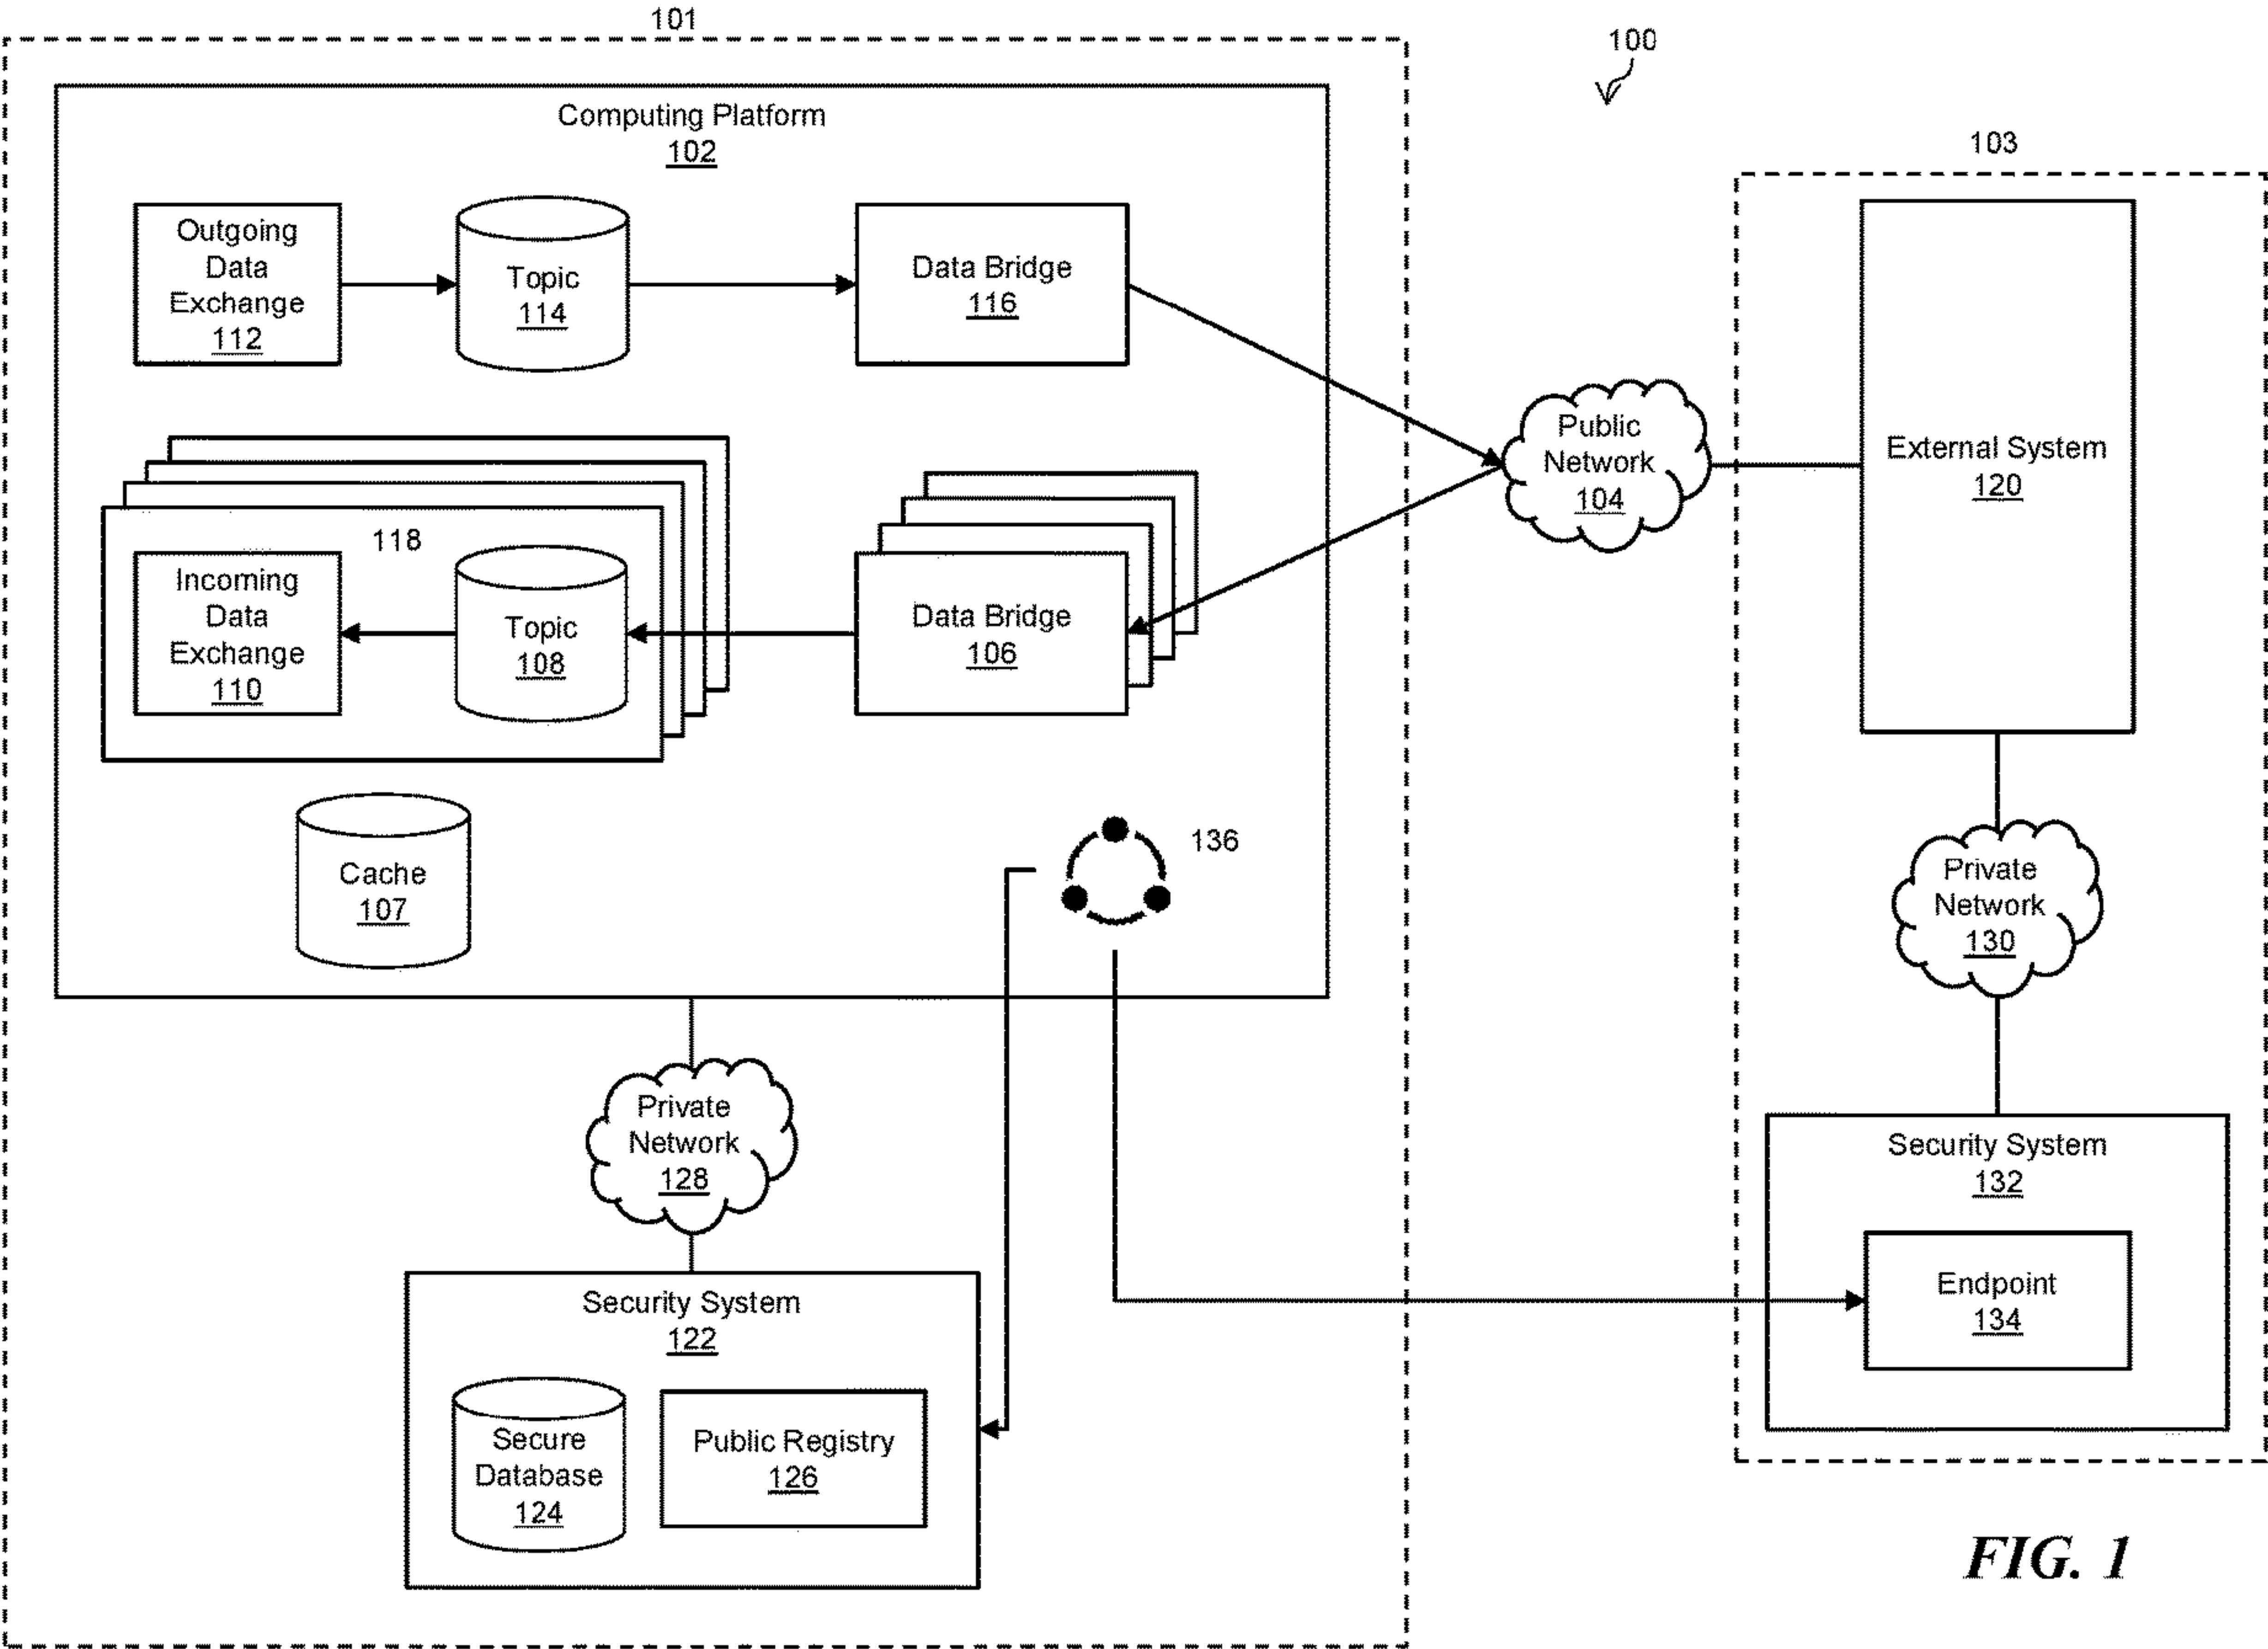 101
100
Computing Platform
102
103
Outgoing
Data
Exchange
112
Topic
114
Data Bridge
116
Public
Network
104
External System
120
118
Incoming
Data
Exchange
110
Topic
108
Data Bridge
106
Cache
107
136
Private
Network
130
Private
Network
128
Security System
132
Endpoint
134
Security System
122
Secure
Database
124
Public Registry
126
FIG. 1